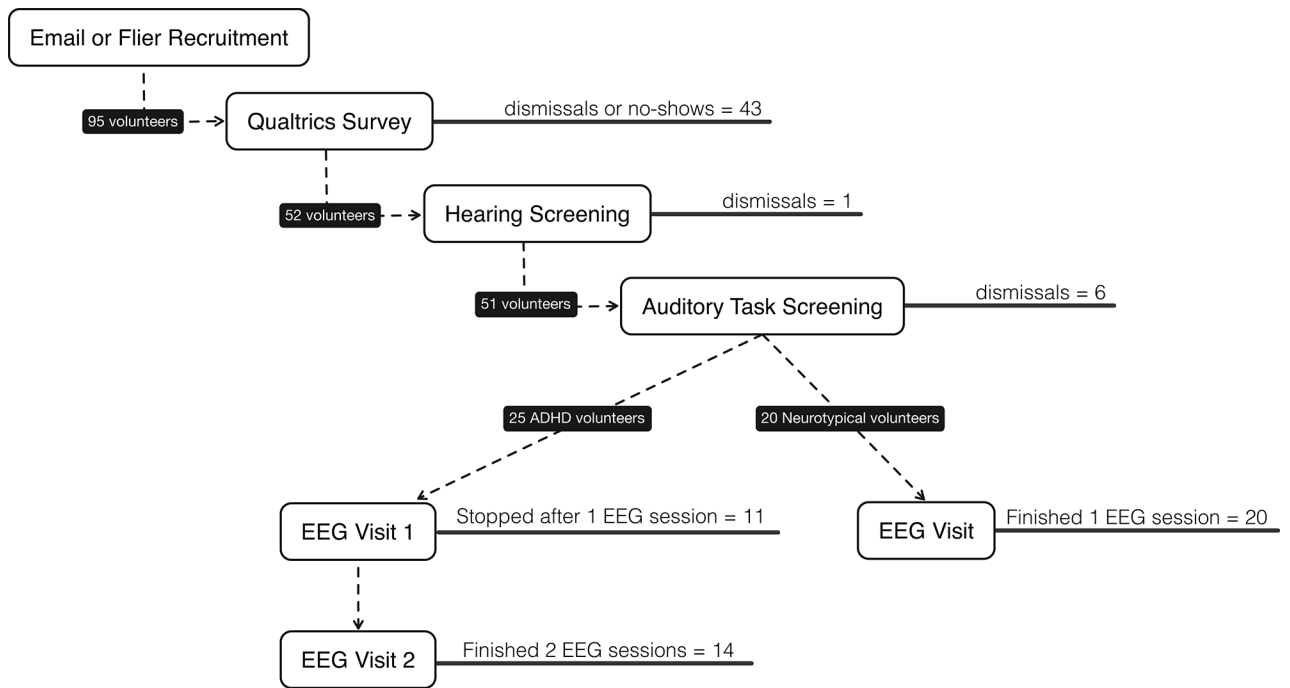 Email or Flier Recruitment
95 volunteers
Qualtrics Survey
dismissals or no-shows = 43
52 volunteers
Hearing Screening
dismissals = 1
51 volunteers
Auditory Task Screening
dismissals = 6
25 ADHD volunteers
20 Neurotypical volunteers
EEG Visit 1
Stopped after 1 EEG session = 11
EEG Visit
Finished 1 EEG session = 20
EEG Visit 2
Finished 2 EEG sessions = 14